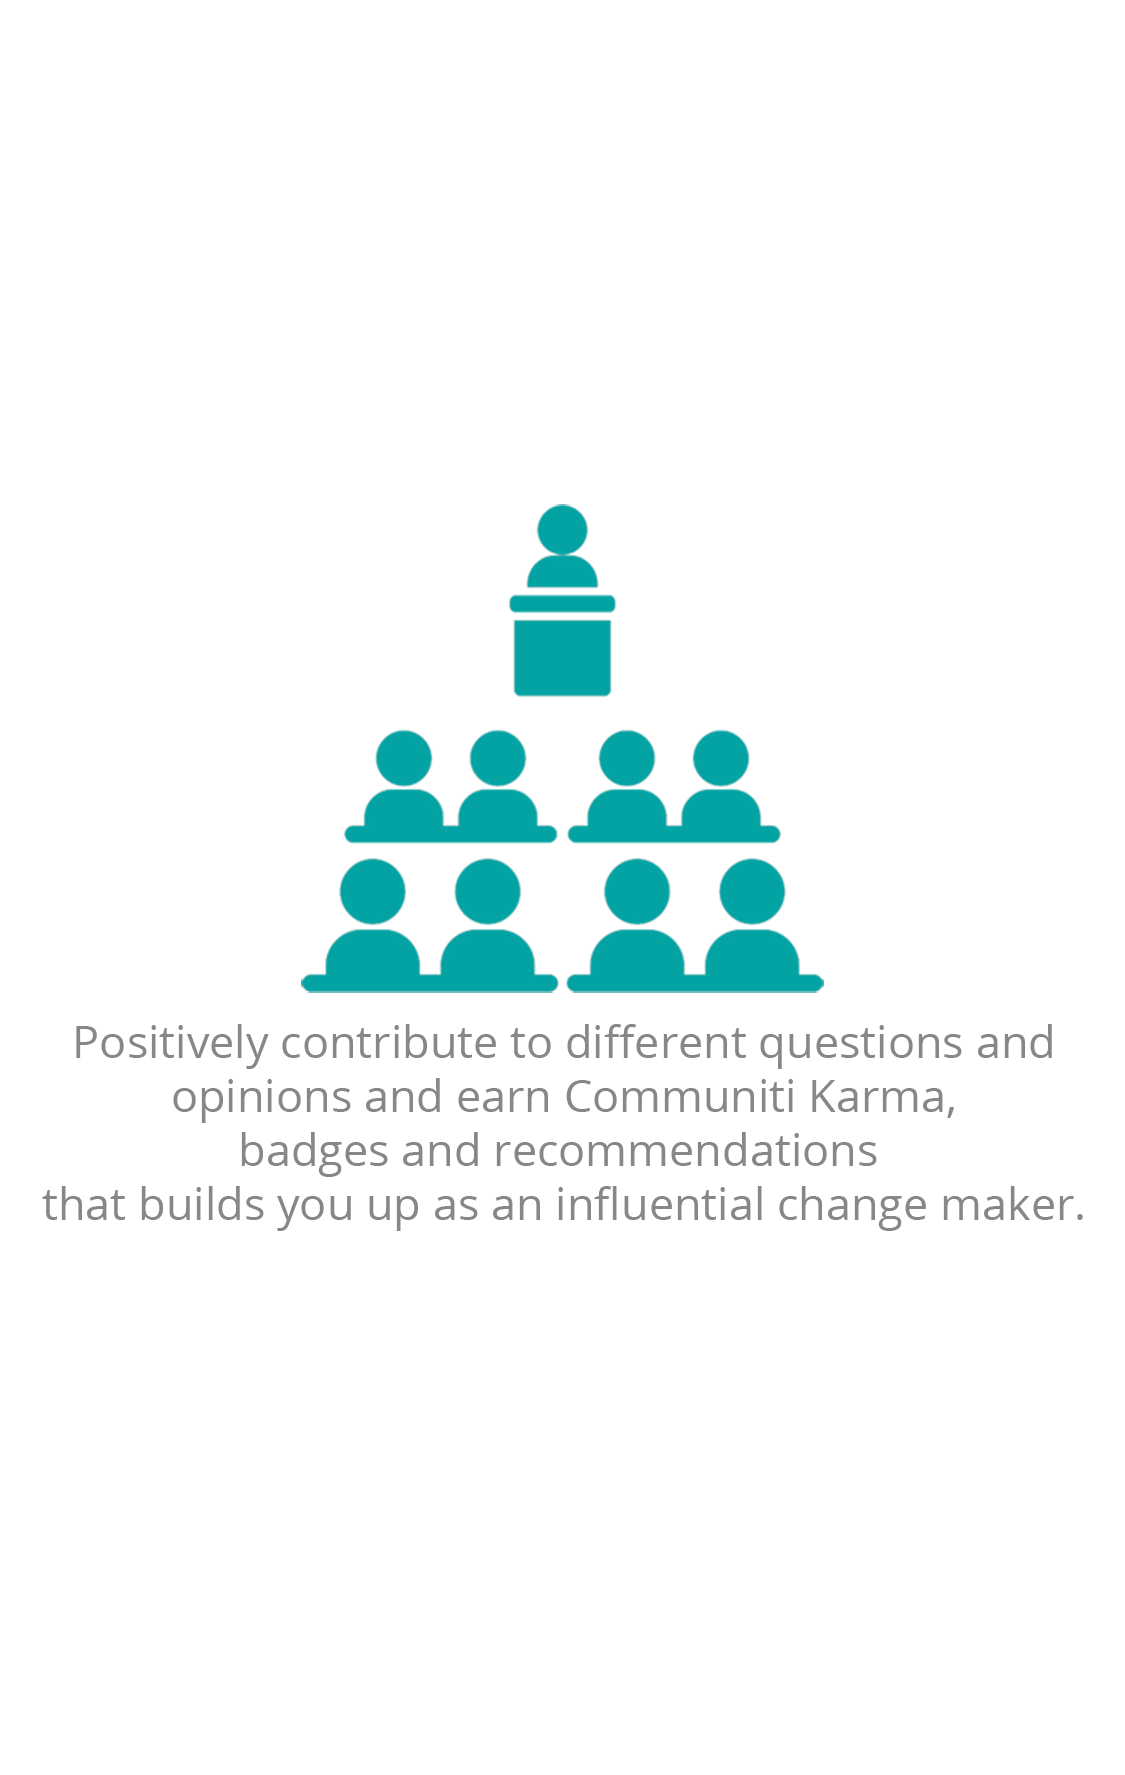 Positively contribute to different questions and
opinions and earn Communiti Karma,
badges and recommendations
that builds you up as an influential change maker.